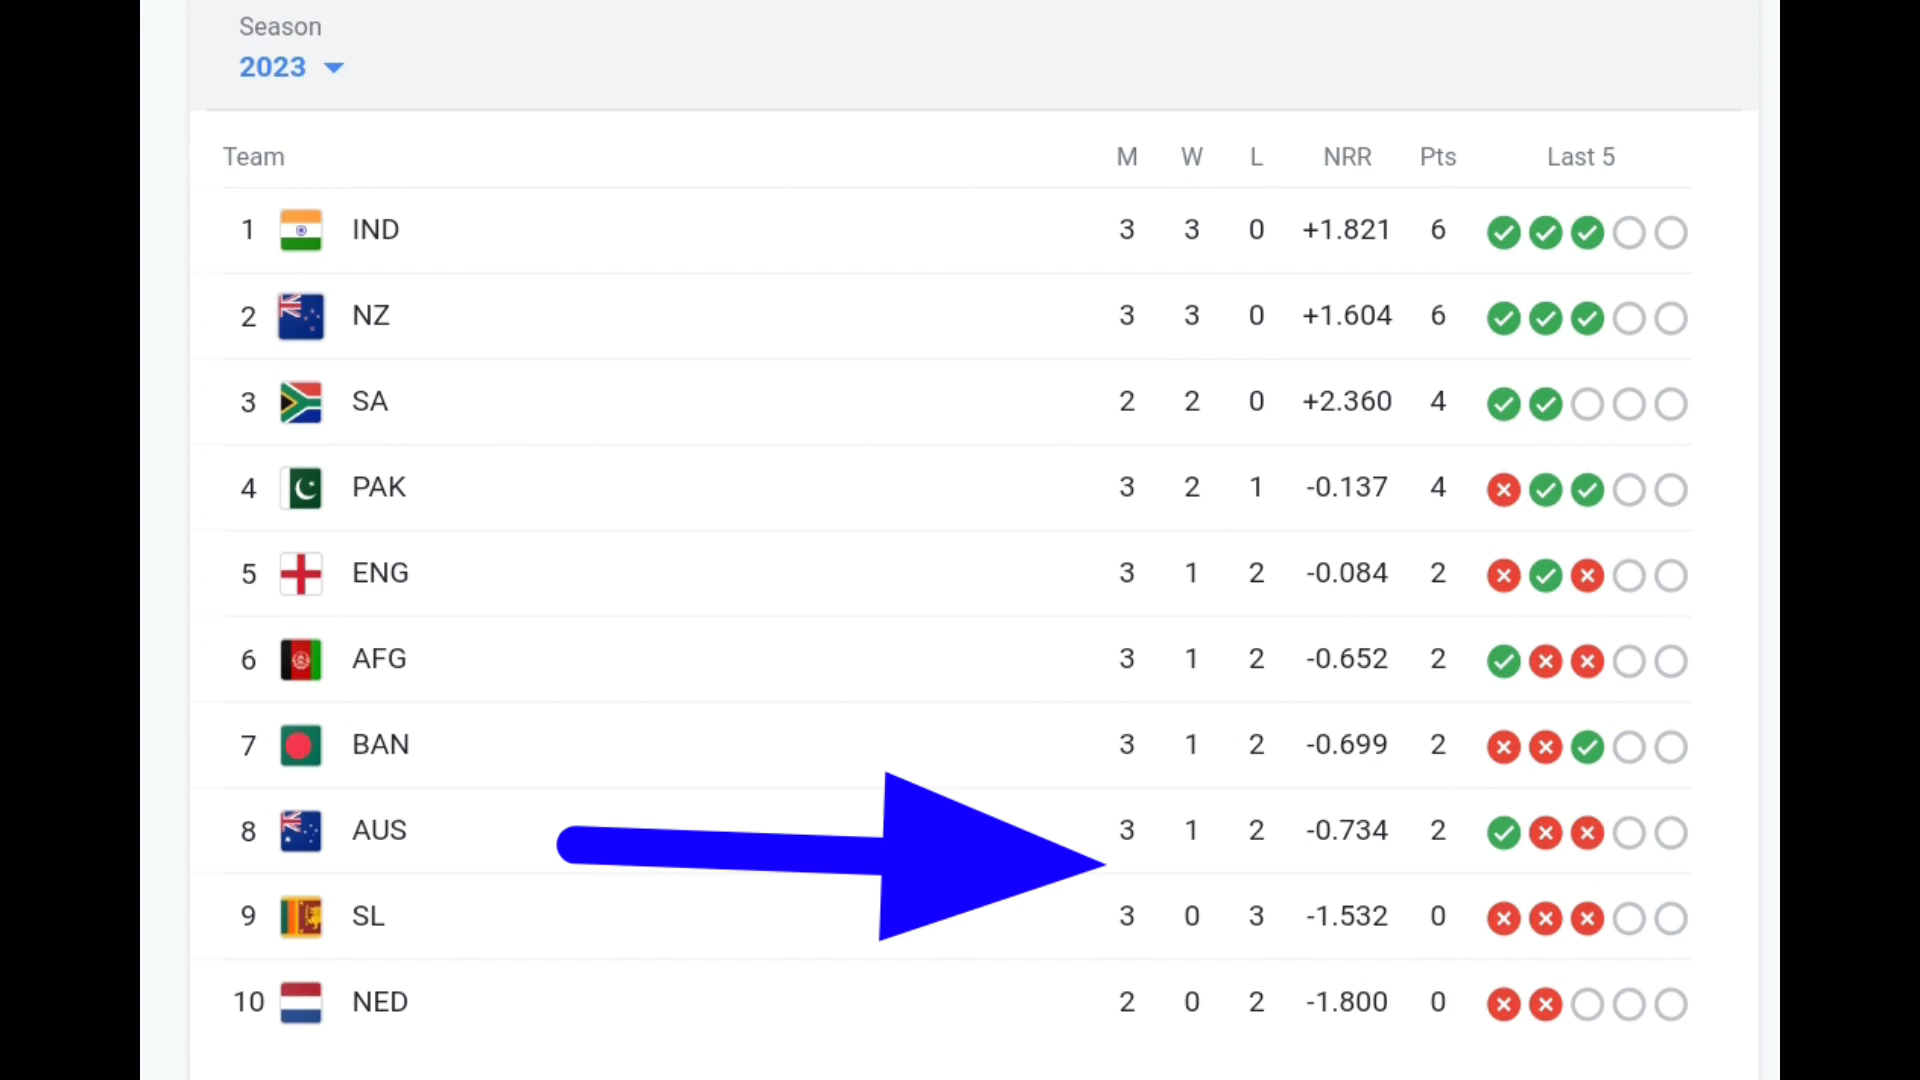 Season
2023
Team M W L NRR Pts Last 5
1 IND 3 3 0 +1.821 6
2 NZ 3 3 0 +1.604 6
3 SA 2 2 0 +2.360 4
4 PAK 3 2 1 -0.137 4
5 ENG 3 1 2 -0.084 2
6 AFG 3 1 2 -0.652 2
7 BAN 3 1 2 -0.699 2
8 AUS 3 1 2 -0.734 2
9 SL 3 0 3 -1.532 0
10 NED 2 0 2 -1.800 0